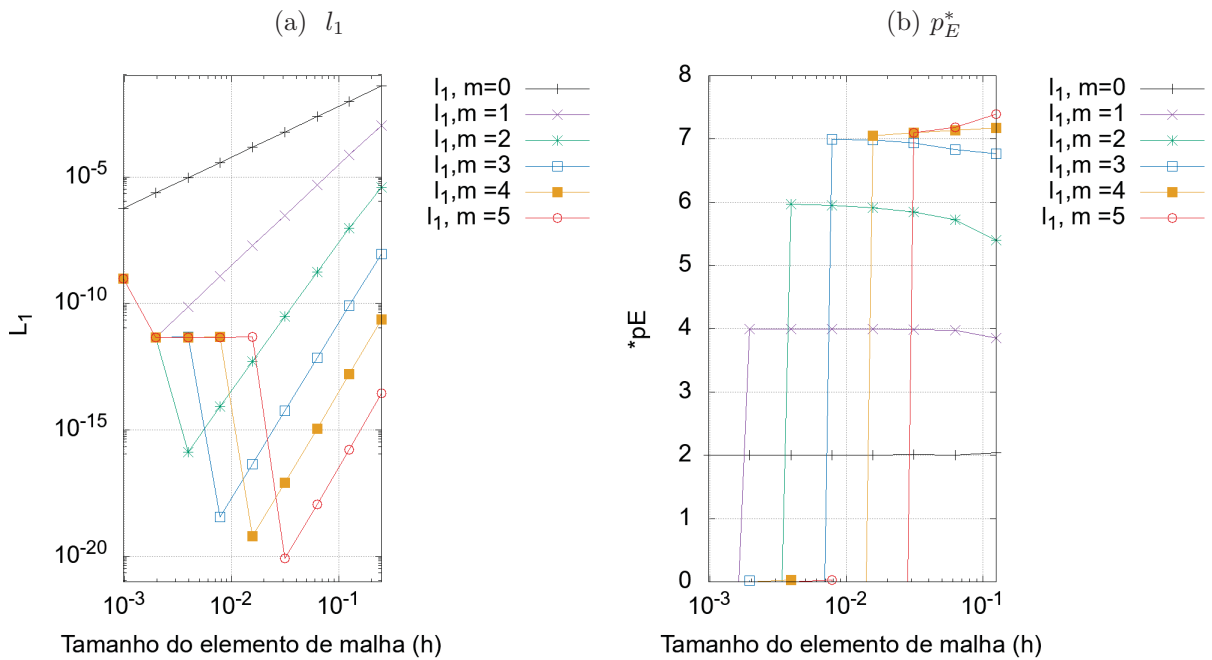 (a) l₁
l₁, m=0
l₁,m =1
l₁,m =2
l₁,m =3
l₁,m =4
l₁, m =5
L₁
10⁻⁵
10⁻¹⁰
10⁻¹⁵
10⁻²⁰
10⁻³ 10⁻² 10⁻¹
Tamanho do elemento de malha (h)
(b) p*_E
l₁, m=0
l₁,m =1
l₁,m =2
l₁,m =3
l₁,m =4
l₁, m =5
*pE
8
7
6
5
4
3
2
1
0
10⁻³ 10⁻² 10⁻¹
Tamanho do elemento de malha (h)